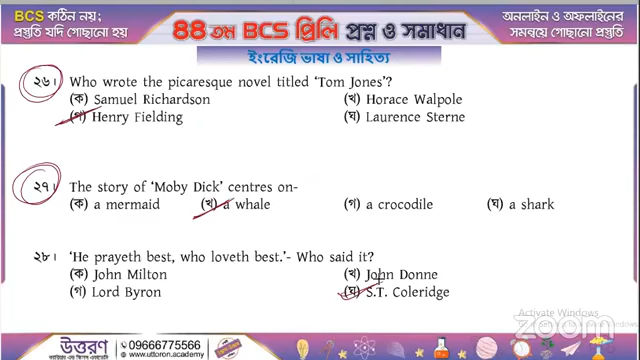 BCS কঠিন নয়;
প্রস্তুতি যদি গোছানো হয়
৪৪ তম BCS প্রিলি প্রশ্ন ও সমাধান
অনলাইন ও অফলাইনের
সমন্বয়ে গোছানো প্রস্তুতি
ইংরেজি ভাষা ও সাহিত্য
২৬। Who wrote the picaresque novel titled ‘Tom Jones’?
(ক) Samuel Richardson (খ) Horace Walpole
(গ) Henry Fielding (ঘ) Laurence Sterne
২৭। The story of ‘Moby Dick’ centres on-
(ক) a mermaid (খ) a whale (গ) a crocodile (ঘ) a shark
২৮। ‘He prayeth best, who loveth best.’- Who said it?
(ক) John Milton (খ) John Donne
(গ) Lord Byron (ঘ) S.T. Coleridge
Activate Windows
zoom
উত্তরণ
09666775566
www.uttoron.academy